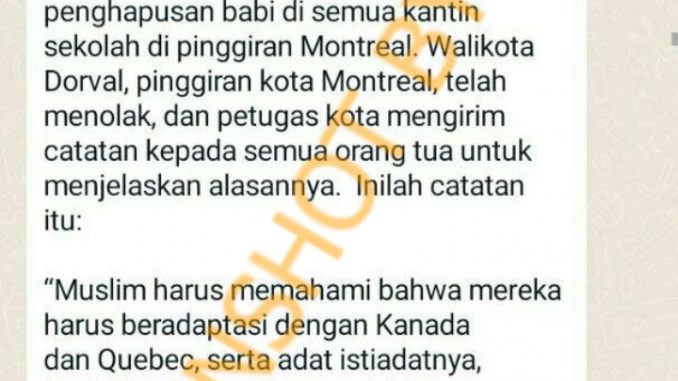 penghapusan babi di semua kantin
sekolah di pinggiran Montreal. Walikota
Dorval, pinggiran kota Montreal, telah
menolak, dan petugas kota mengirim
catatan kepada semua orang tua untuk
menjelaskan alasannya.  Inilah catatan
itu:
“Muslim harus memahami bahwa mereka
harus beradaptasi dengan Kanada
dan Quebec, serta adat istiadatnya,